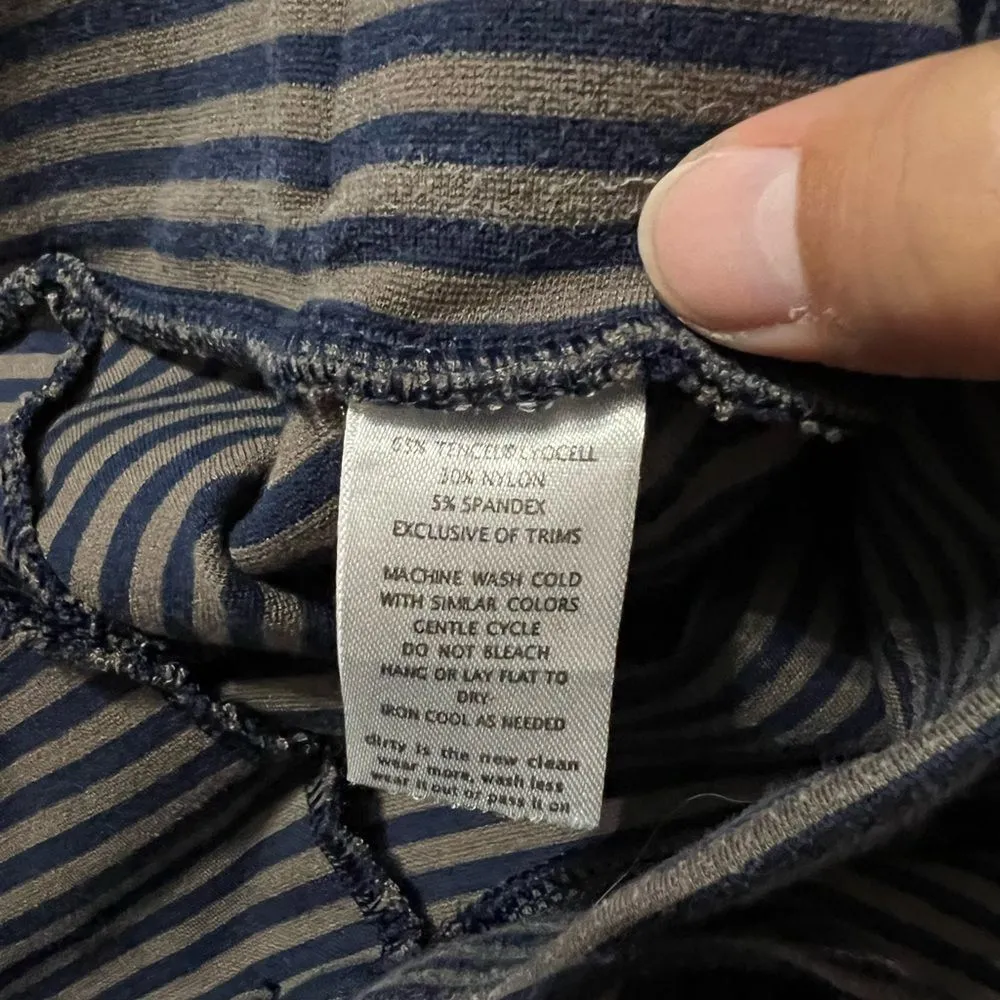 65% TENCEL® LYOCELL
30% NYLON
5% SPANDEX
EXCLUSIVE OF TRIMS
MACHINE WASH COLD
WITH SIMILAR COLORS
GENTLE CYCLE
DO NOT BLEACH
HANG OR LAY FLAT TO
DRY
IRON COOL AS NEEDED
dirty is the new clean
wear more, wash less
wear it out or pass it on